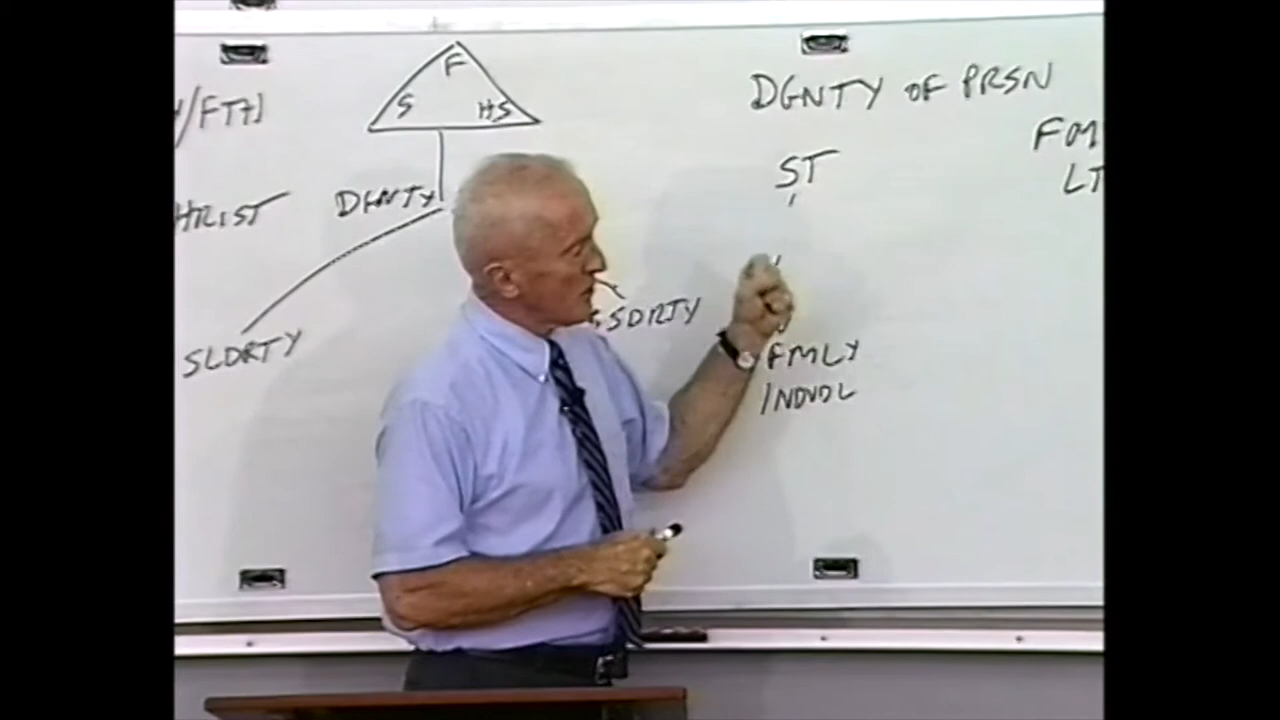 /FTH
HRIST
F
S HS
DGNTY
SLDRTY
SDRTY
DGNTY OF PRSN
ST
FMLY
INDVDL
FM
LT